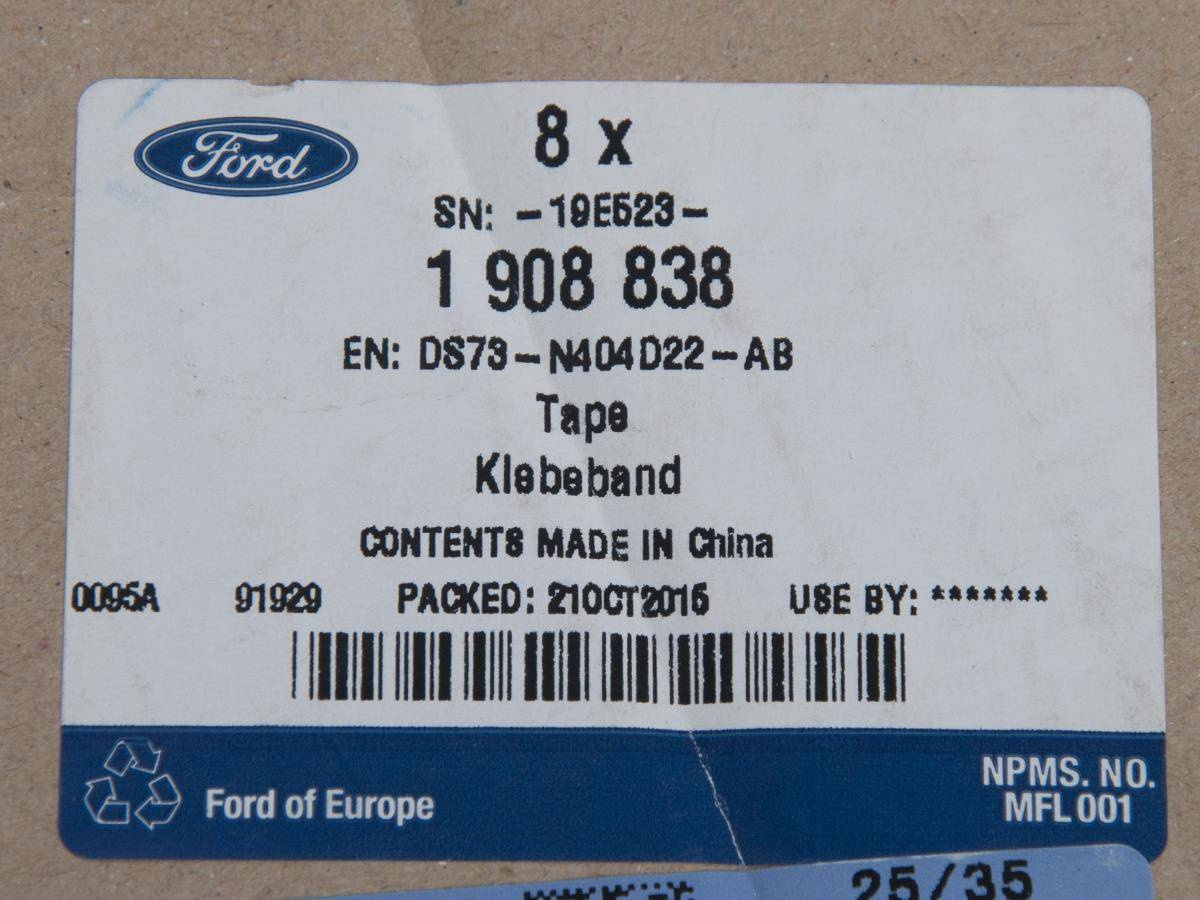 Ford
8 x
SN: -19E523-
1 908 838
EN: DS73-N404D22-AB
Tape
Klebeband
CONTENTS MADE IN China
0095A 91929 PACKED: 21OCT2015 USE BY: *******
Ford of Europe
NPMS. NO.
MFL 001
25/35